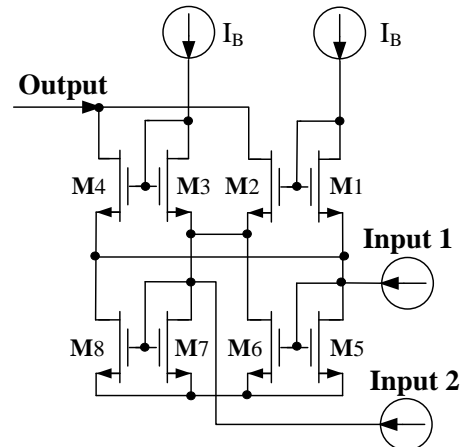 I_B I_B
Output
M4 M3 M2 M1
Input 1
M8 M7 M6 M5
Input 2